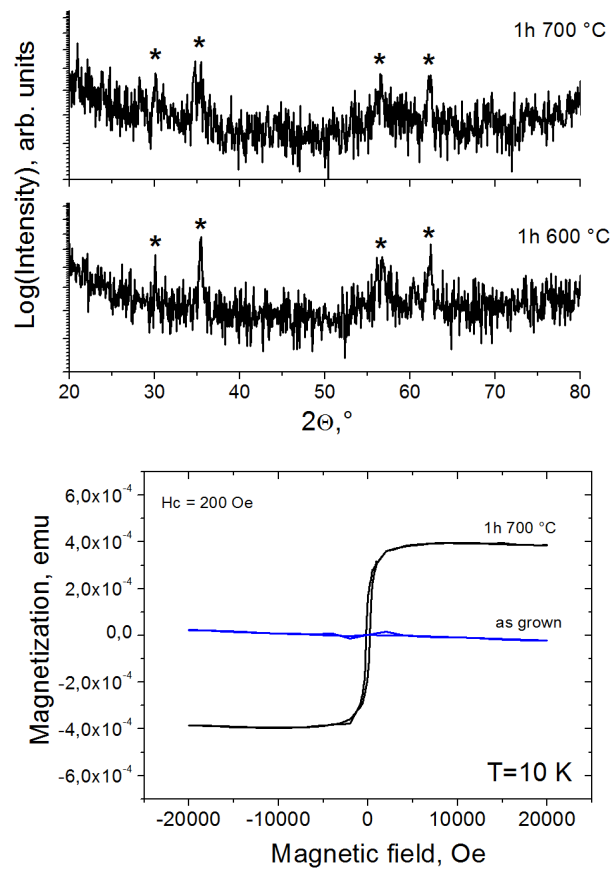 1h 700 °C
* * * *
1h 600 °C
* * * *
Log(Intensity), arb. units
20 30 40 50 60 70 80
2Θ,°
6,0x10⁻⁴
Hc = 200 Oe
1h 700 °C
4,0x10⁻⁴
2,0x10⁻⁴
as grown
0,0
-2,0x10⁻⁴
-4,0x10⁻⁴
-6,0x10⁻⁴
T=10 K
Magnetization, emu
-20000 -10000 0 10000 20000
Magnetic field, Oe